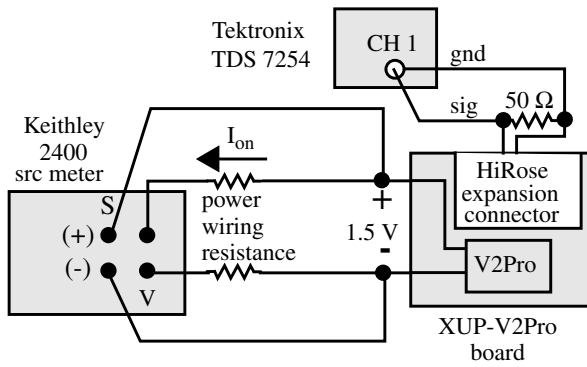 Tektronix
TDS 7254
CH 1
gnd
sig
50 Ω
Keithley
2400
src meter
I_on
HiRose
expansion
connector
S
power
wiring
resistance
+
1.5 V
-
(+)
(-)
V
V2Pro
XUP-V2Pro
board